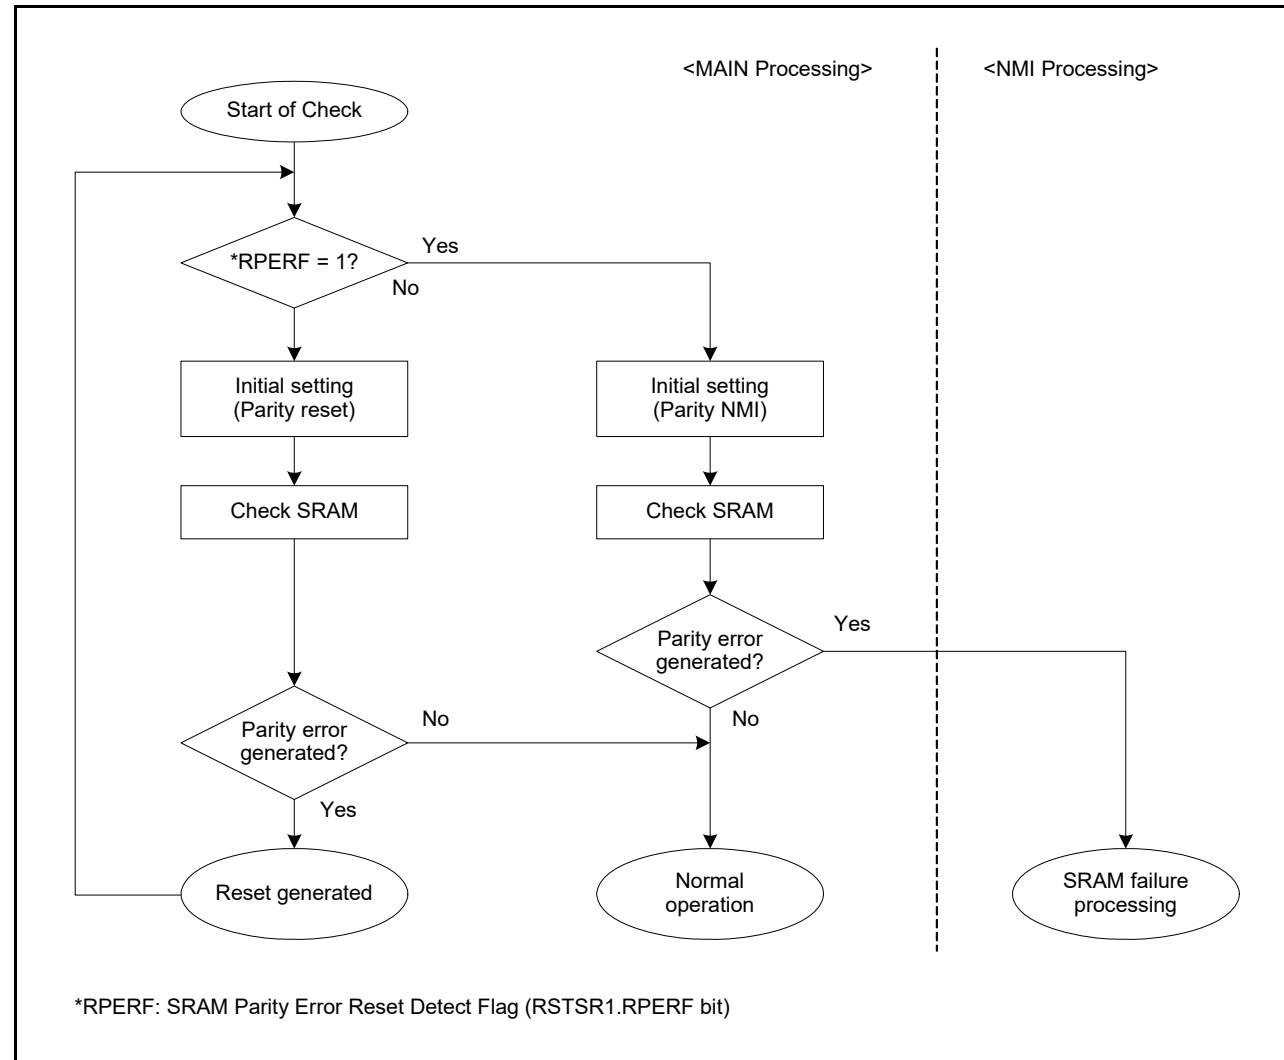 <MAIN Processing>
<NMI Processing>
Start of Check
*RPERF = 1?
Yes
No
Initial setting
(Parity reset)
Initial setting
(Parity NMI)
Check SRAM
Check SRAM
Parity error
generated?
Yes
No
Parity error
generated?
No
Yes
Reset generated
Normal
operation
SRAM failure
processing
*RPERF: SRAM Parity Error Reset Detect Flag (RSTSR1.RPERF bit)